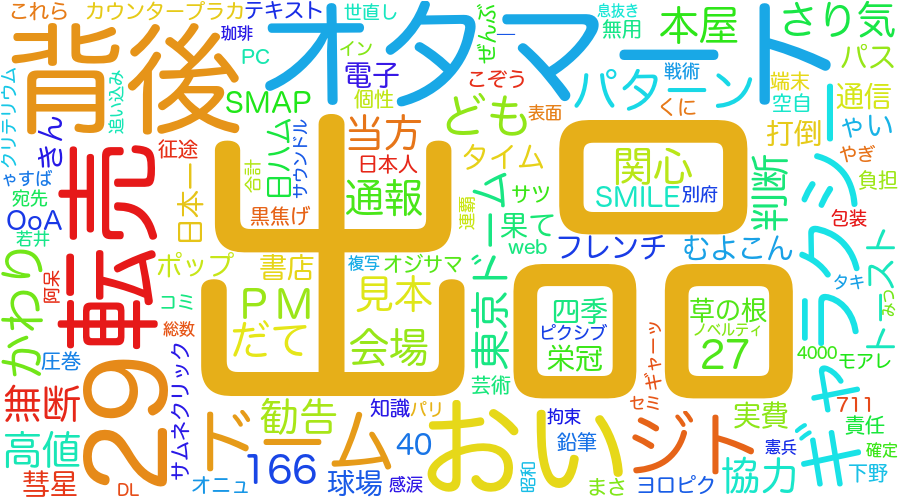 これら
カウンタープラカ
テキスト
世直し
オタマート
ぜんぶ
一
息抜き
無用
本屋
さり気
背後
珈琲
PC
イン
電子
こぞう
戦術
パターン
端末
パス
通信
空自
クリテリウム
追い込み
SMAP
個性
ども
表面
くに
打倒
ゃい
きん
征途
合計
日ハム
サウンドル
当方
日本人
タイム
関心
判断
やぎ
負担
ゃすば
宛先
転売
日本一
黒焦げ
通報
連覇
サツ
SMILE
別府
包装
OoA
若井
果て
web
フレンチ
むよこん
ギャラクシー
トースト
かわり
阿呆
ポップ
書店
複写
オジサマ
東京ドーム
タキ
みつ
コミ
PM
見本
出品
四季
草の根
ピクシブ
ノベルティ
総数
だて
会場
栄冠
27
ギャーッ
4000
モアレ
圧巻
29
サムネクリック
芸術
無断
勧告
知識
パリ
おい
セミ
拘束
ジト
実費
711
責任
高値
ドーム
40
鉛筆
憲兵
確定
彗星
DL
オニュ
166
球場
感涙
昭和
まさ
ヨロピク
協力
下野